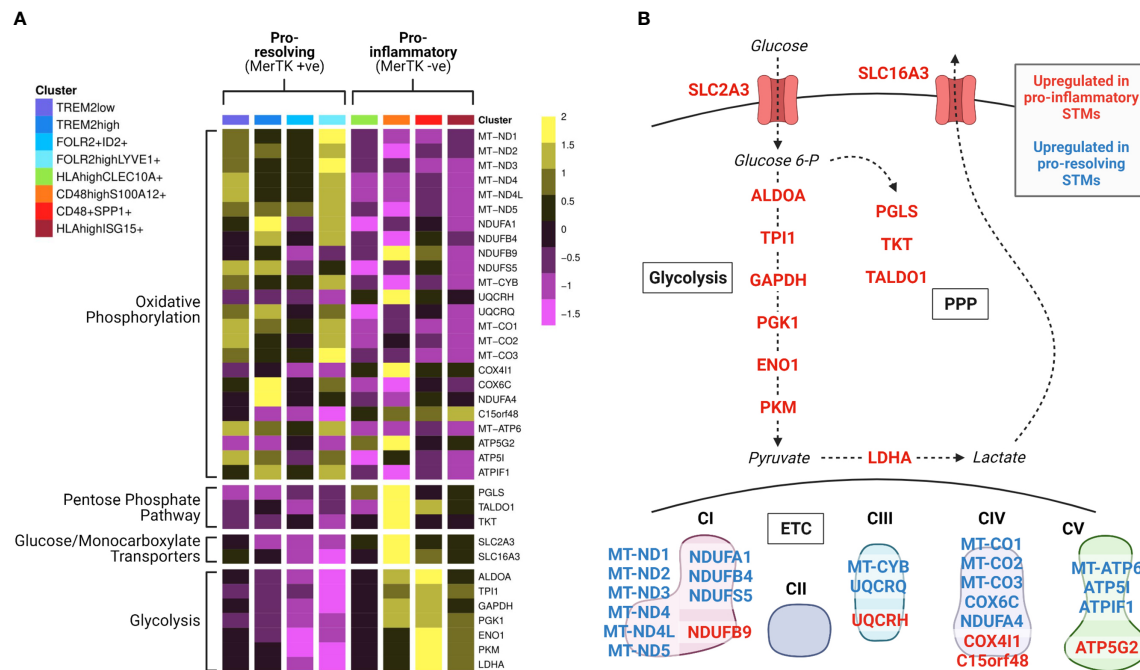 A
Pro-
resolving
(MerTK +ve)
Pro-
inflammatory
(MerTK -ve)
Cluster
TREM2low
TREM2high
FOLR2+ID2+
FOLR2highLYVE1+
HLAhighCLEC10A+
CD48highS100A12+
CD48+SPP1+
HLAhighISG15+
Cluster
MT-ND1
MT-ND2
MT-ND3
MT-ND4
MT-ND4L
MT-ND5
NDUFA1
NDUFB4
NDUFB9
NDUFS5
MT-CYB
UQCRH
UQCRQ
MT-CO1
MT-CO2
MT-CO3
COX4I1
COX6C
NDUFA4
C15orf48
MT-ATP6
ATP5G2
ATP5I
ATPIF1
Oxidative
Phosphorylation
PGLS
TALDO1
TKT
Pentose Phosphate
Pathway
SLC2A3
SLC16A3
Glucose/Monocarboxylate
Transporters
ALDOA
TPI1
GAPDH
PGK1
ENO1
PKM
LDHA
Glycolysis
2
1.5
1
0.5
0
-0.5
-1
-1.5
B
Glucose
SLC2A3
SLC16A3
Upregulated in
pro-inflammatory
STMs
Upregulated in
pro-resolving
STMs
Glucose 6-P
ALDOA
TPI1
GAPDH
PGK1
ENO1
PKM
Glycolysis
PGLS
TKT
TALDO1
PPP
Pyruvate
LDHA
Lactate
ETC
CI
MT-ND1
MT-ND2
MT-ND3
MT-ND4
MT-ND4L
MT-ND5
NDUFA1
NDUFB4
NDUFS5
NDUFB9
CII
CIII
MT-CYB
UQCRQ
UQCRH
CIV
MT-CO1
MT-CO2
MT-CO3
COX6C
NDUFA4
COX4I1
C15orf48
CV
MT-ATP6
ATP5I
ATPIF1
ATP5G2